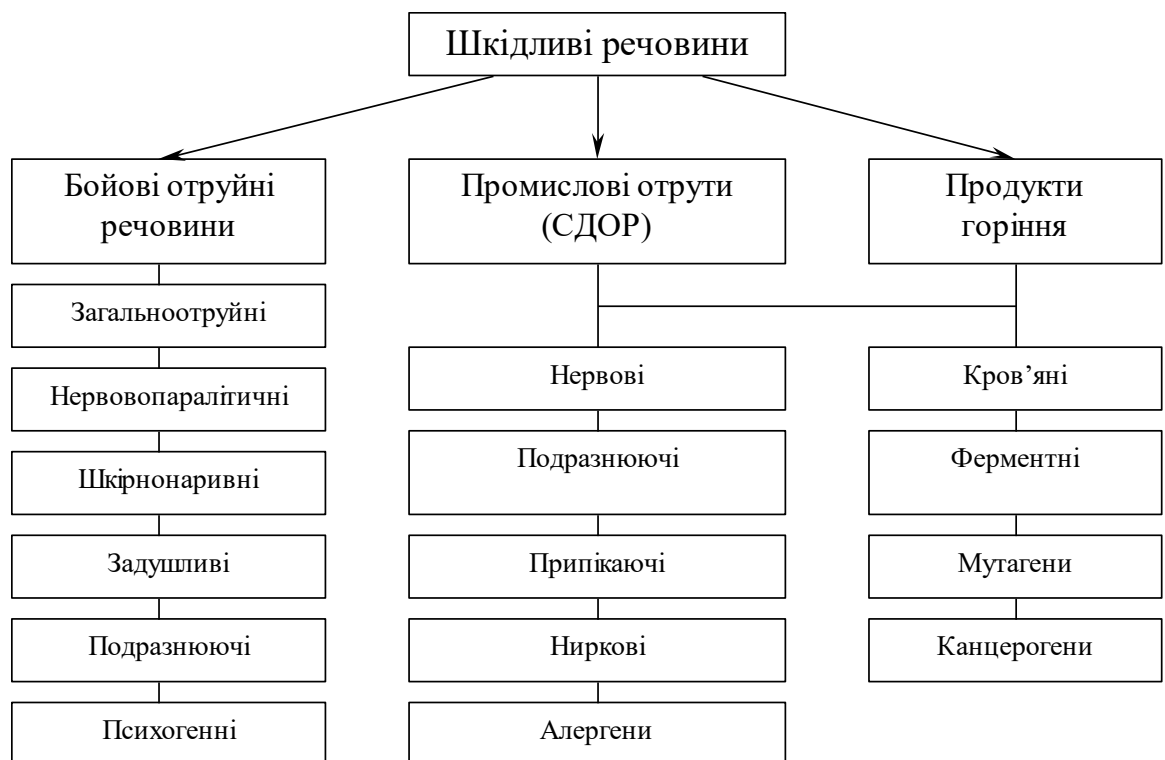 Шкідливі речовини
Бойові отруйні
речовини
Промислові отрути
(СДОР)
Продукти
горіння
Загальноотруйні
Нервовопаралітичні
Шкірнонаривні
Задушливі
Подразнюючі
Психогенні
Нервові
Подразнюючі
Припікаючі
Ниркові
Алергени
Кров’яні
Ферментні
Мутагени
Канцерогени